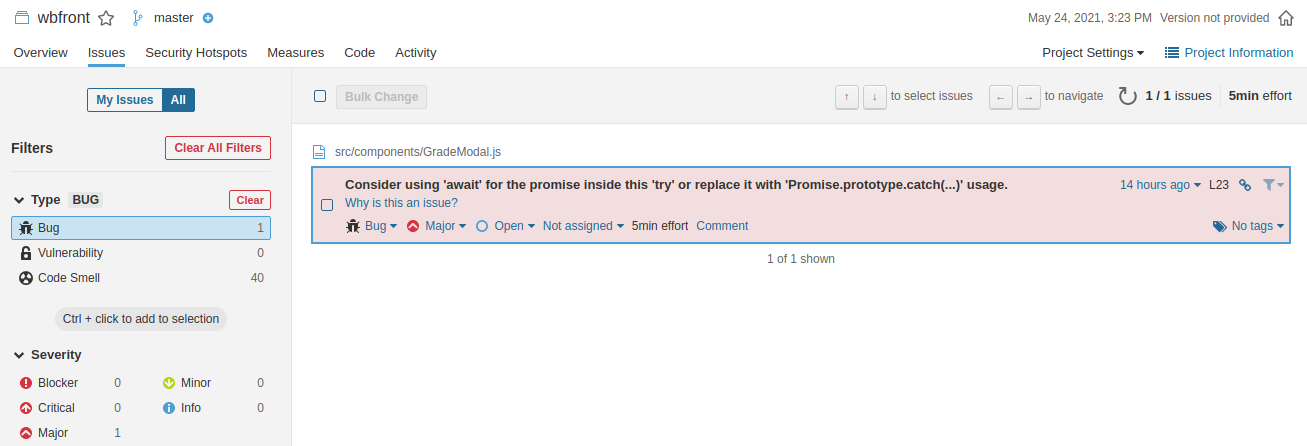 wbfront master May 24, 2021, 3:23 PM Version not provided
Overview Issues Security Hotspots Measures Code Activity Project Settings Project Information
My Issues All
Bulk Change ↑ ↓ to select issues ← → to navigate 1 / 1 issues 5min effort
Filters Clear All Filters
src/components/GradeModal.js
Consider using 'await' for the promise inside this 'try' or replace it with 'Promise.prototype.catch(...)' usage. 14 hours ago L23
Why is this an issue?
Bug Major Open Not assigned 5min effort Comment No tags
1 of 1 shown
Type BUG Clear
Bug 1
Vulnerability 0
Code Smell 40
Ctrl + click to add to selection
Severity
Blocker 0 Minor 0
Critical 0 Info 0
Major 1